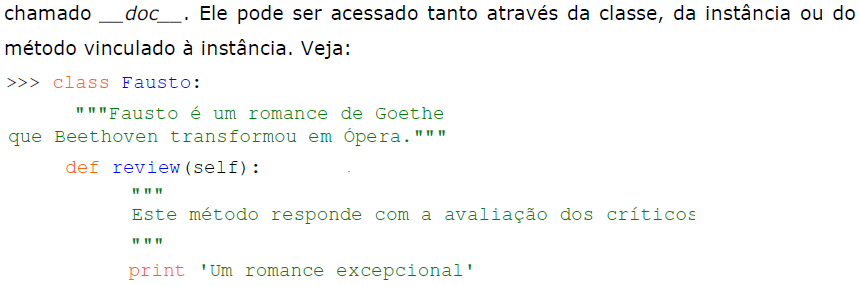 chamado __doc__. Ele pode ser acessado tanto através da classe, da instância ou do
método vinculado à instância. Veja:
>>> class Fausto:
"""Fausto é um romance de Goethe
que Beethoven transformou em Ópera."""
def review(self):
"""
Este método responde com a avaliação dos críticos
"""
print 'Um romance excepcional'